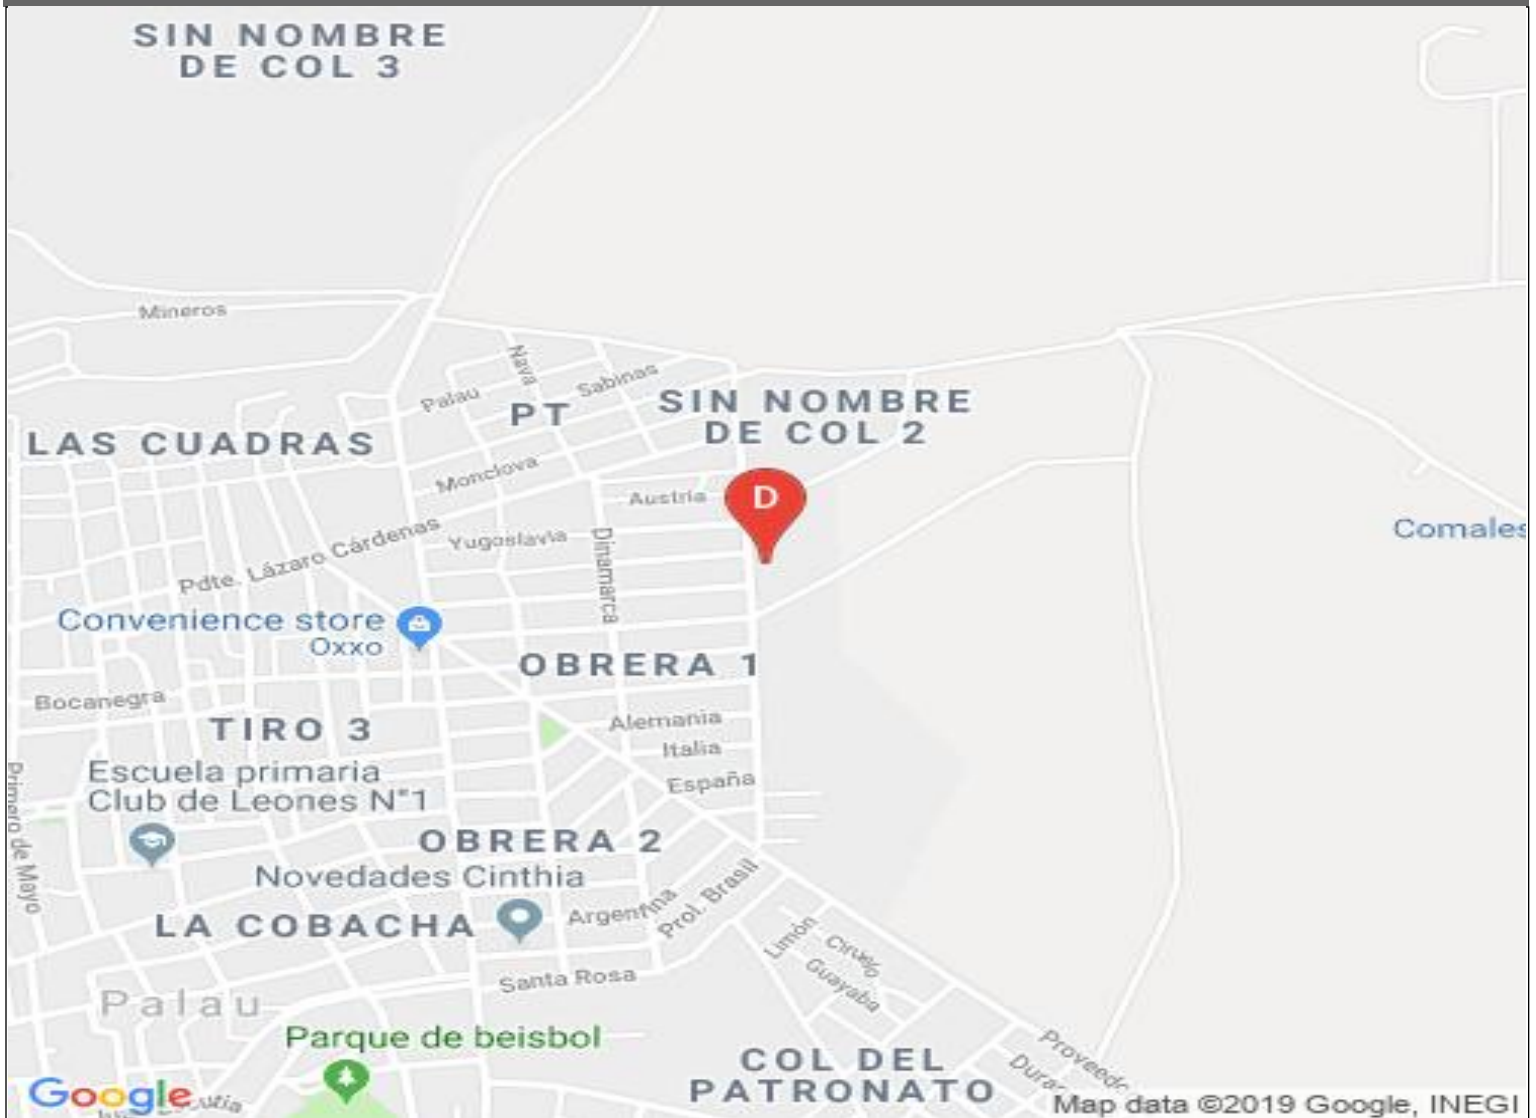 SIN NOMBRE
DE COL 3
Mineros
Nava
Sabinas
Palau
PT
SIN NOMBRE
DE COL 2
LAS CUADRAS
Monclova
Austria
D
Pdte. Lázaro Cárdenas
Yugoslavia
Dinamarca
Comales
Convenience store
Oxxo
OBRERA 1
Bocanegra
Alemania
TIRO 3
Italia
España
Escuela primaria
Club de Leones N°1
Primero de Mayo
OBRERA 2
Novedades Cinthia
Argentina
Prol. Brasil
LA COBACHA
Limón
Ciruelo
Guayaba
Santa Rosa
Palaú
Parque de beisbol
COL DEL
PATRONATO
Proveedo
Google
Map data ©2019 Google, INEGI